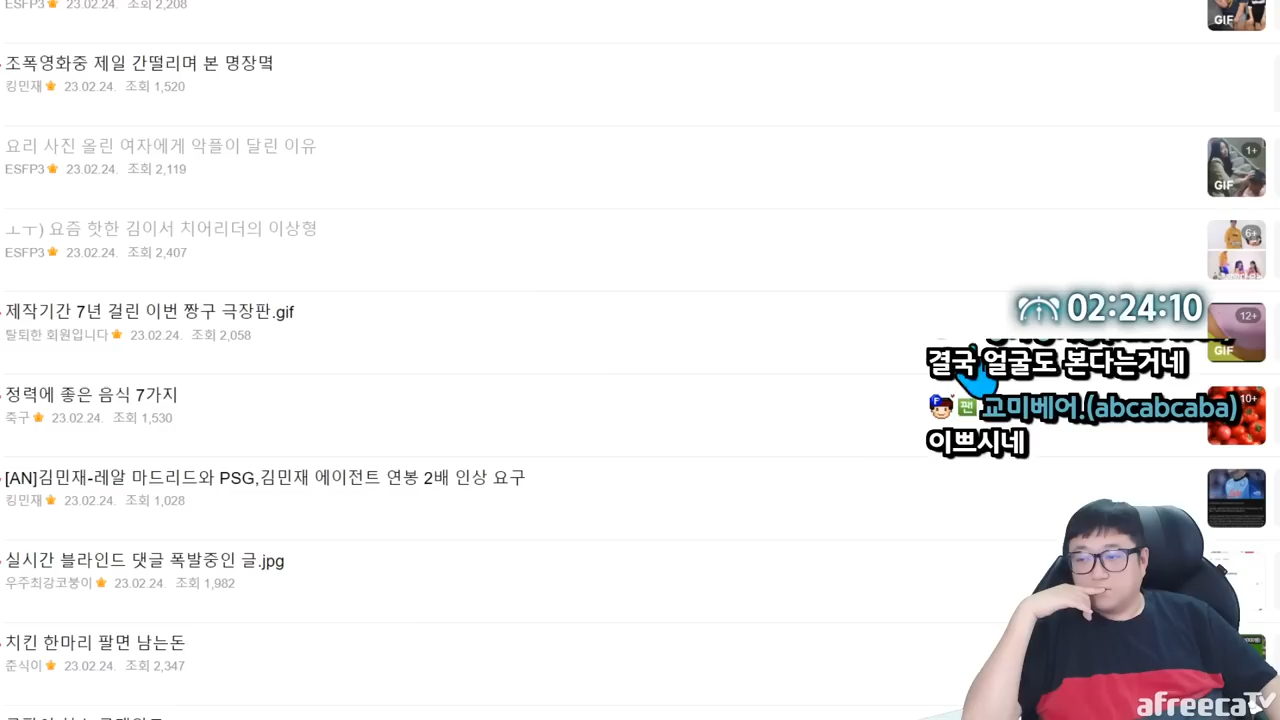 ESFP3 23.02.24. 조회 2,208
GIF
조폭영화중 제일 간떨리며 본 명장몈
킹민재 23.02.24. 조회 1,520
요리 사진 올린 여자에게 악플이 달린 이유
ESFP3 23.02.24. 조회 2,119
1+
GIF
ㅗㅜ) 요즘 핫한 김이서 치어리더의 이상형
ESFP3 23.02.24. 조회 2,407
6+
제작기간 7년 걸린 이번 짱구 극장판.gif
탈퇴한 회원입니다 23.02.24. 조회 2,058
02:24:10
12+
GIF
결국 얼굴도 본다는거네
정력에 좋은 음식 7가지
죽구 23.02.24. 조회 1,530
10+
F 팬 교미베어.(abcabcaba)
이쁘시네
[AN]김민재-레알 마드리드와 PSG,김민재 에이전트 연봉 2배 인상 요구
킹민재 23.02.24. 조회 1,028
실시간 블라인드 댓글 폭발중인 글.jpg
우주최강코붕이 23.02.24. 조회 1,982
치킨 한마리 팔면 남는돈
준식이 23.02.24. 조회 2,347
afreecaTV